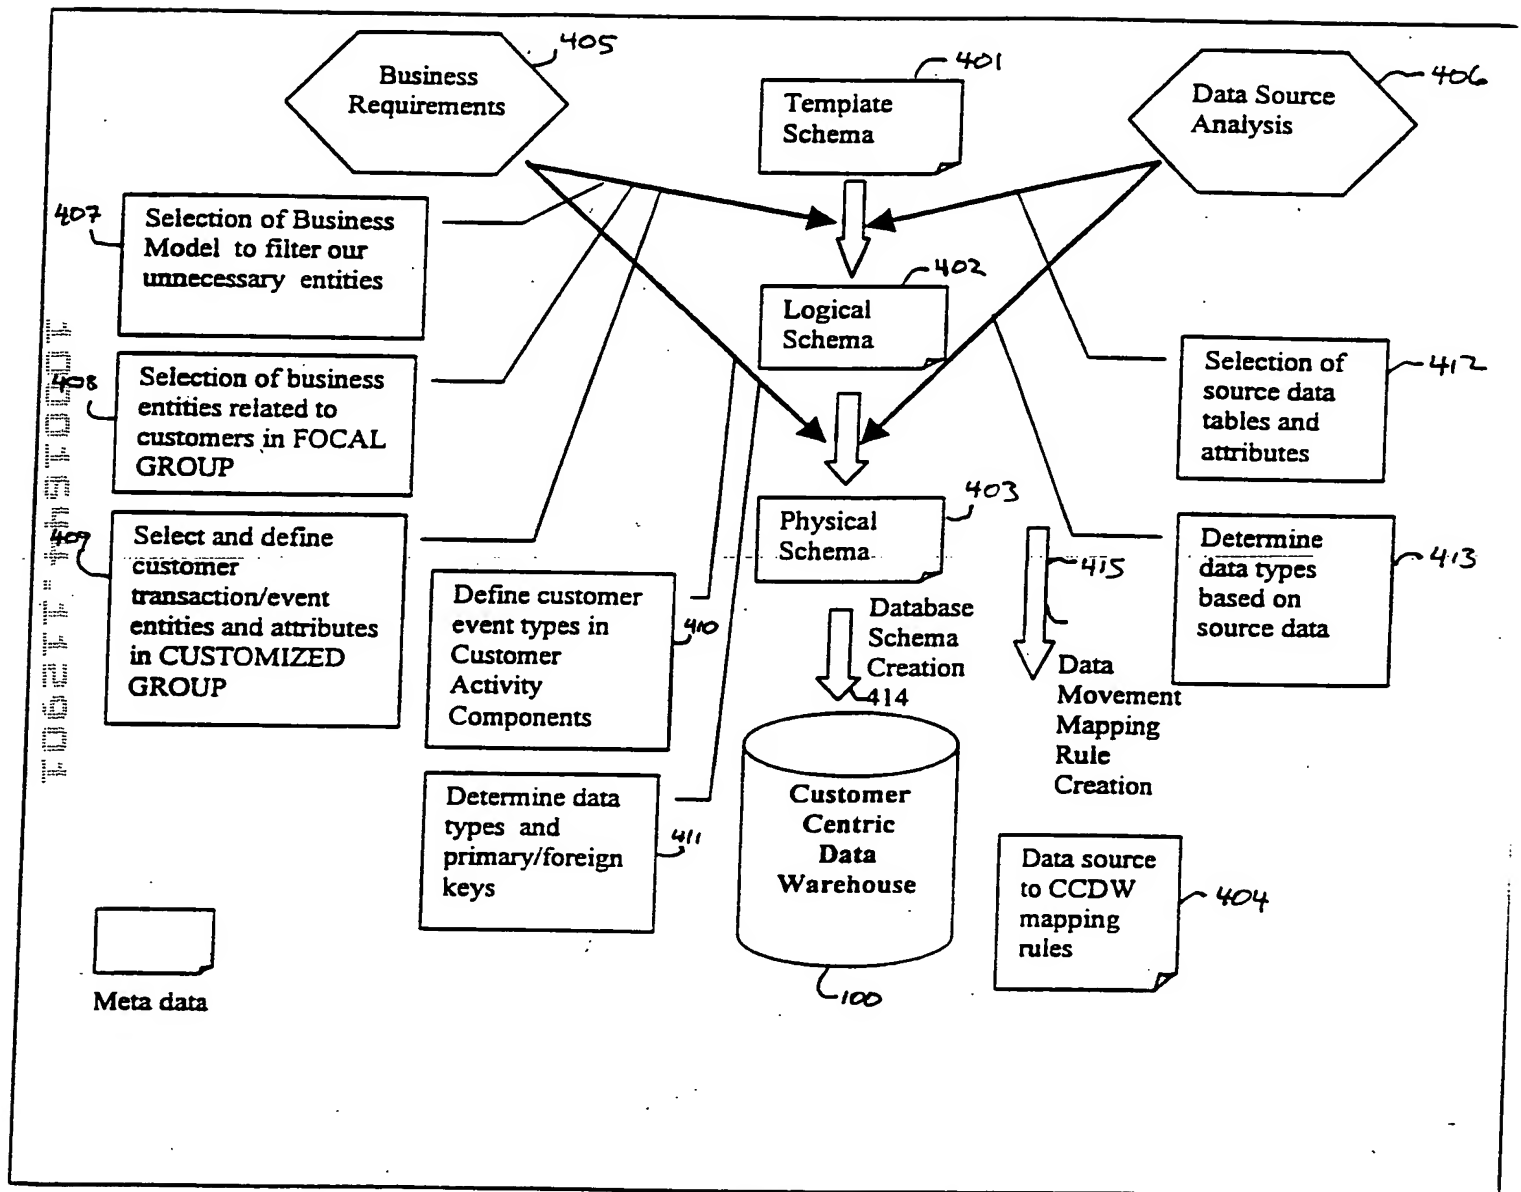 405
Business
Requirements
401
Template
Schema
406
Data Source
Analysis
407
Selection of Business
Model to filter our
unnecessary entities
402
Logical
Schema
408
Selection of business
entities related to
customers in FOCAL
GROUP
412
Selection of
source data
tables and
attributes
409
Select and define
customer
transaction/event
entities and attributes
in CUSTOMIZED
GROUP
403
Physical
Schema
415
413
Determine
data types
based on
source data
410
Define customer
event types in
Customer
Activity
Components
Database
Schema
Creation
414
Data
Movement
Mapping
Rule
Creation
411
Determine data
types and
primary/foreign
keys
Customer
Centric
Data
Warehouse
100
404
Data source
to CCDW
mapping
rules
Meta data